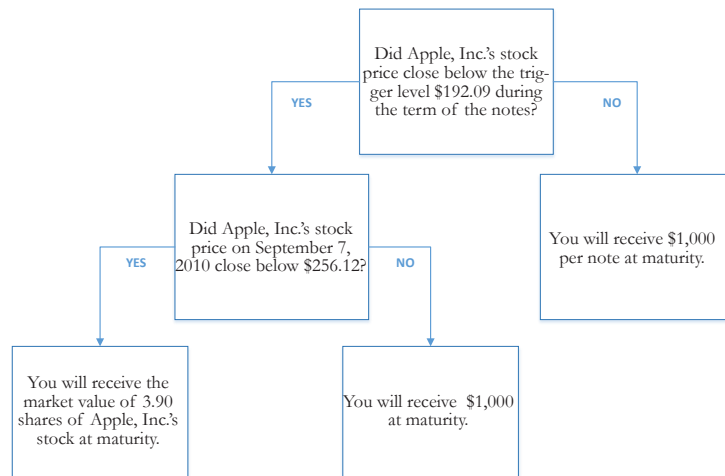 Did Apple, Inc.'s stock
price close below the trig-
ger level $192.09 during
the term of the notes?
YES
NO
Did Apple, Inc.'s stock
price on September 7,
2010 close below $256.12?
You will receive $1,000
per note at maturity.
YES
NO
You will receive the
market value of 3.90
shares of Apple, Inc.'s
stock at maturity.
You will receive $1,000
at maturity.